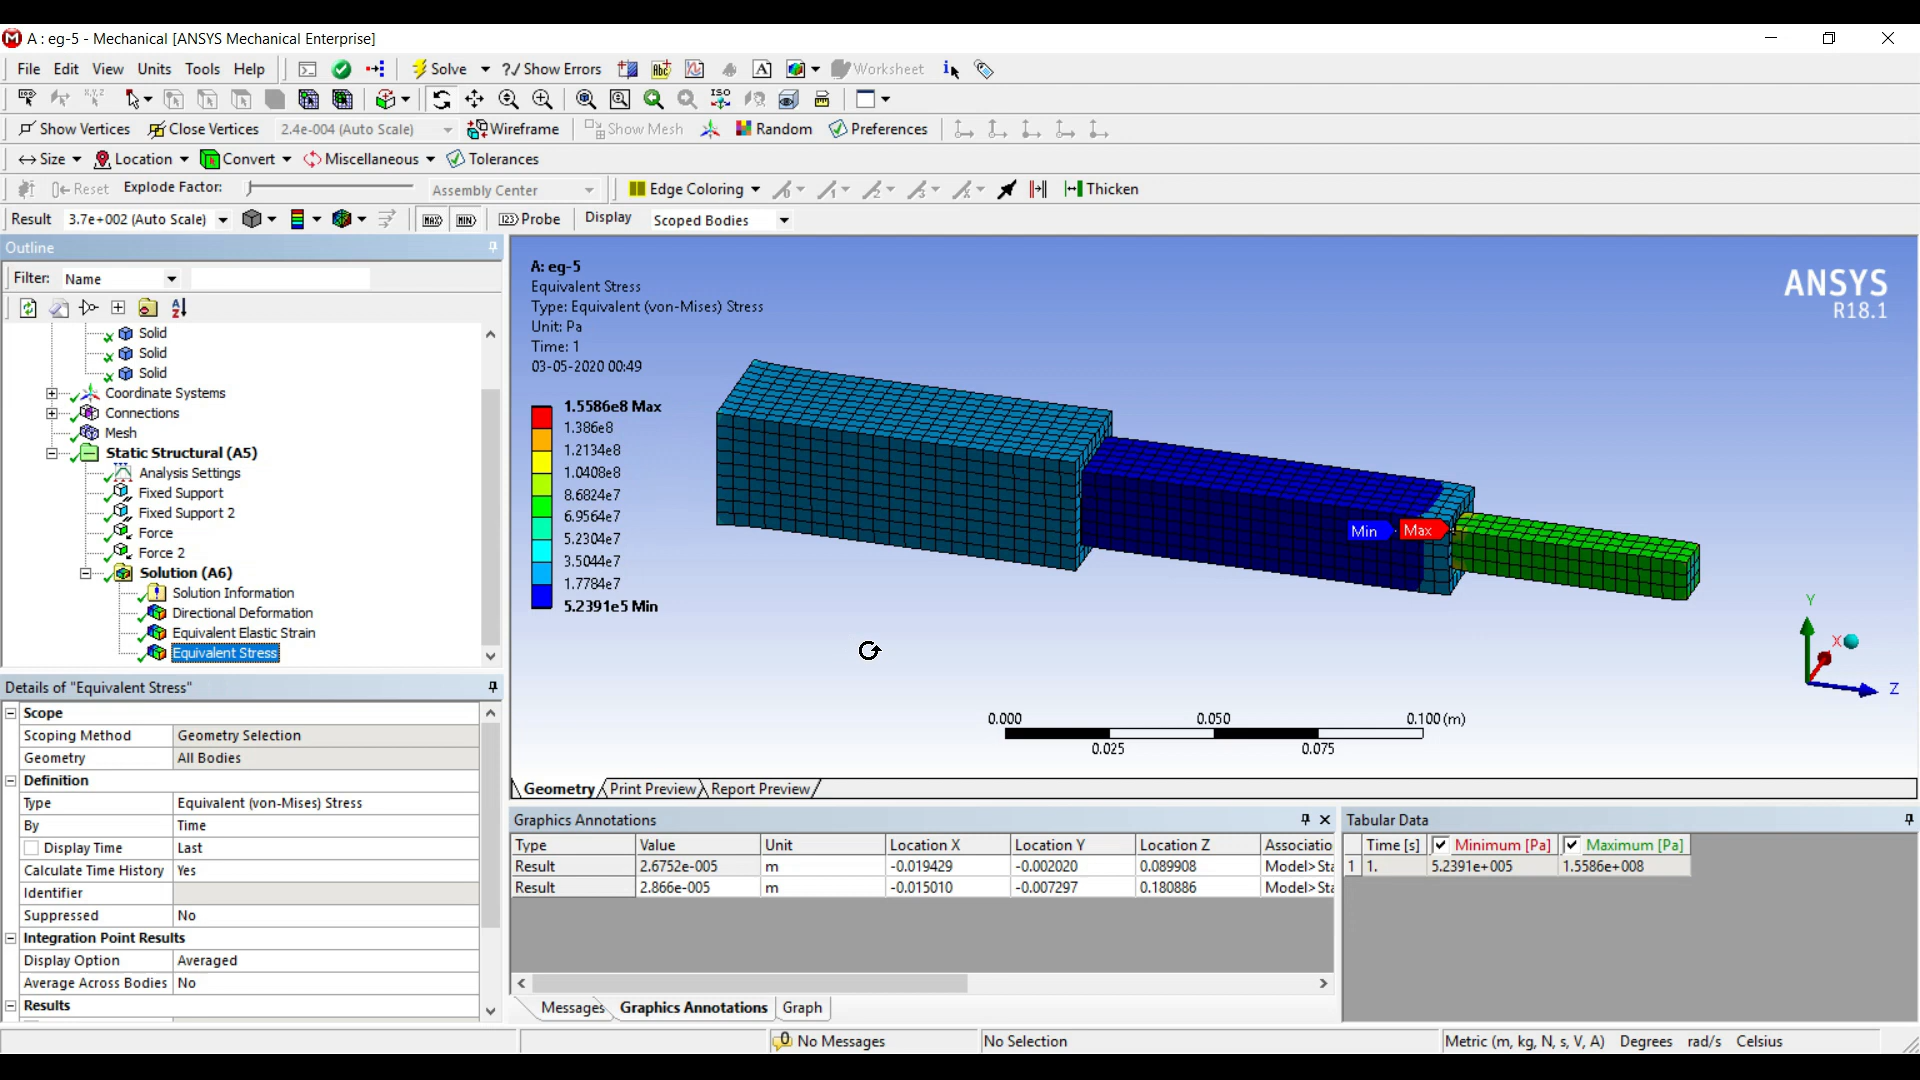 A : eg-5 - Mechanical [ANSYS Mechanical Enterprise]
File Edit View Units Tools Help Solve ?/ Show Errors Worksheet
Show Vertices Close Vertices 2.4e-004 (Auto Scale) Wireframe Show Mesh Random Preferences
Size Location Convert Miscellaneous Tolerances
Reset Explode Factor: Assembly Center Edge Coloring Thicken
Result 3.7e+002 (Auto Scale) MAX MIN Probe Display Scoped Bodies
Outline
Filter: Name
Solid
Solid
Solid
Coordinate Systems
Connections
Mesh
Static Structural (A5)
Analysis Settings
Fixed Support
Fixed Support 2
Force
Force 2
Solution (A6)
Solution Information
Directional Deformation
Equivalent Elastic Strain
Equivalent Stress
Details of "Equivalent Stress"
Scope
Scoping Method Geometry Selection
Geometry All Bodies
Definition
Type Equivalent (von-Mises) Stress
By Time
Display Time Last
Calculate Time History Yes
Identifier
Suppressed No
Integration Point Results
Display Option Averaged
Average Across Bodies No
Results
A: eg-5
Equivalent Stress
Type: Equivalent (von-Mises) Stress
Unit: Pa
Time: 1
03-05-2020 00:49
1.5586e8 Max
1.386e8
1.2134e8
1.0408e8
8.6824e7
6.9564e7
5.2304e7
3.5044e7
1.7784e7
5.2391e5 Min
ANSYS
R18.1
Min Max
Y
X
Z
0.000 0.050 0.100 (m)
0.025 0.075
Geometry Print Preview Report Preview
Graphics Annotations
Type Value Unit Location X Location Y Location Z Associatio
Result 2.6752e-005 m -0.019429 -0.002020 0.089908 Model>Sta
Result 2.866e-005 m -0.015010 -0.007297 0.180886 Model>Sta
Messages Graphics Annotations Graph
Tabular Data
Time [s] Minimum [Pa] Maximum [Pa]
1 1. 5.2391e+005 1.5586e+008
No Messages No Selection Metric (m, kg, N, s, V, A) Degrees rad/s Celsius